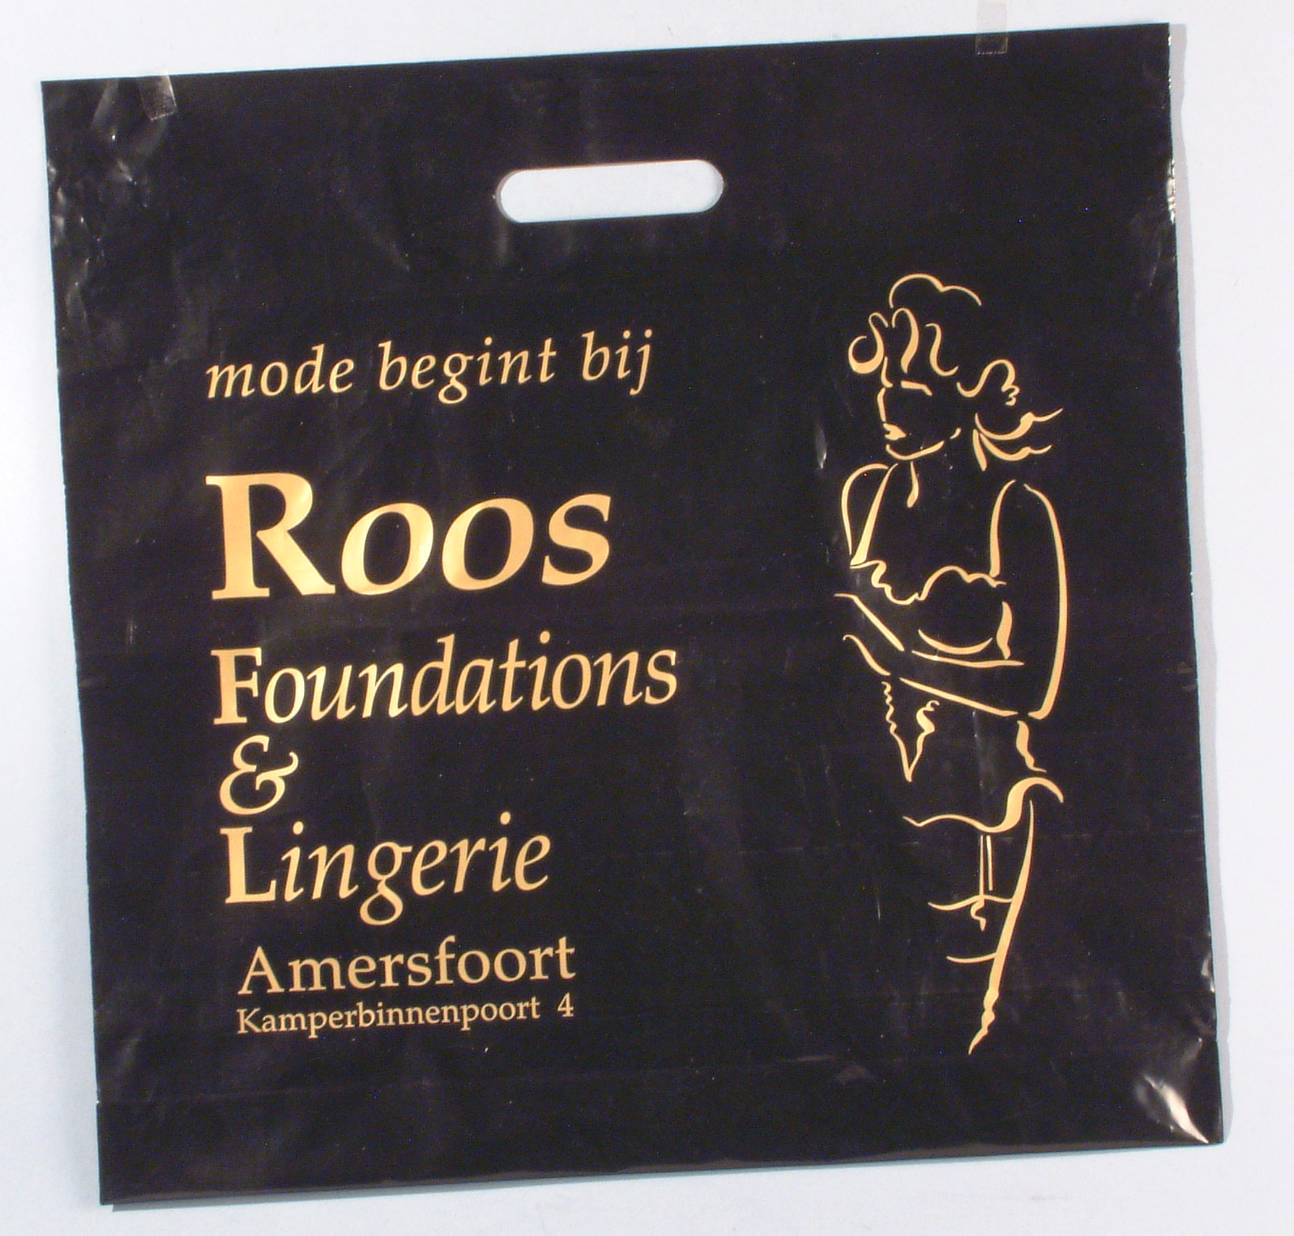 mode begint bij
Roos
Foundations
&
Lingerie
Amersfoort
Kamperbinnenpoort 4